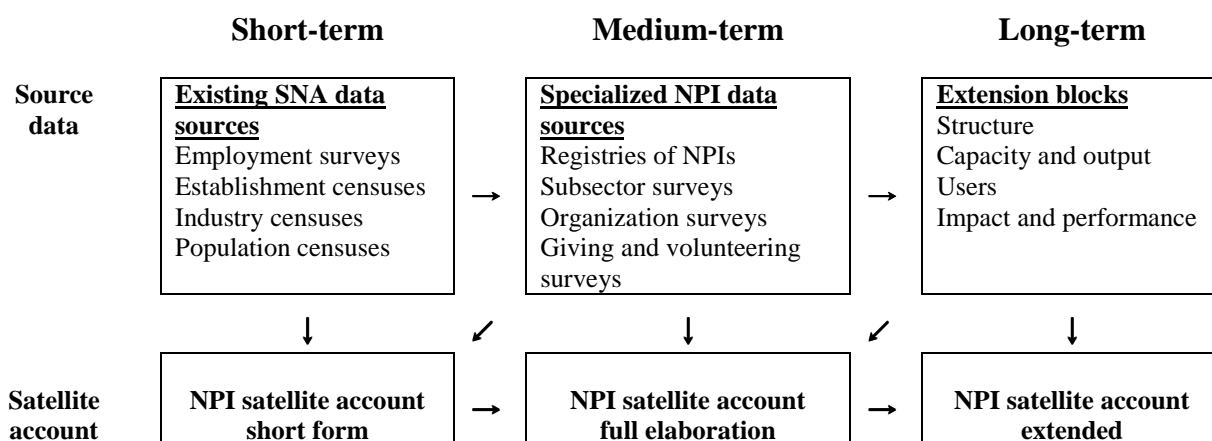 Short-term
Medium-term
Long-term
Source
data
Existing SNA data
sources
Employment surveys
Establishment censuses
Industry censuses
Population censuses
→
Specialized NPI data
sources
Registries of NPIs
Subsector surveys
Organization surveys
Giving and volunteering
surveys
→
Extension blocks
Structure
Capacity and output
Users
Impact and performance
Satellite
account
NPI satellite account
short form
→
NPI satellite account
full elaboration
→
NPI satellite account
extended